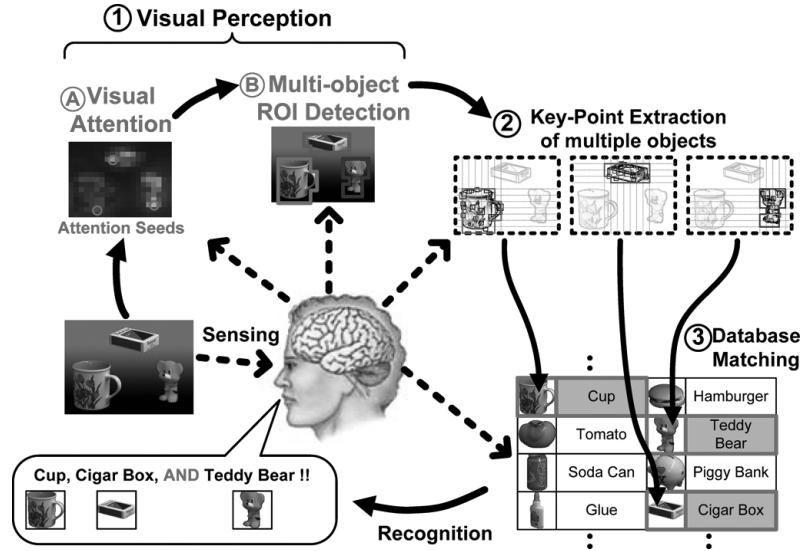 ① Visual Perception
Ⓐ Visual
Attention
Ⓑ Multi-object
ROI Detection
② Key-Point Extraction
of multiple objects
Attention Seeds
Sensing
③ Database
Matching
Cup
Hamburger
Tomato
Teddy
Bear
Soda Can
Piggy Bank
Glue
Cigar Box
Cup, Cigar Box, AND Teddy Bear !!
Recognition